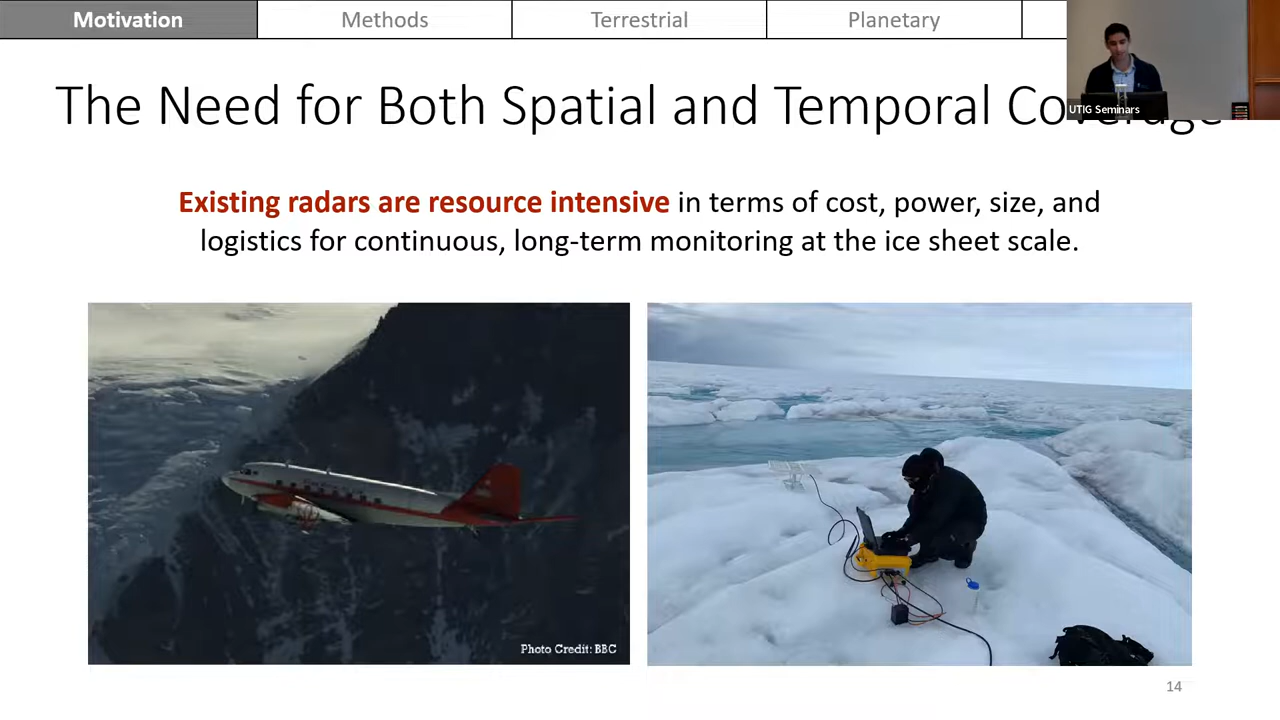 Motivation
Methods
Terrestrial
Planetary
UTIG Seminars
The Need for Both Spatial and Temporal Coverage
Existing radars are resource intensive in terms of cost, power, size, and
logistics for continuous, long-term monitoring at the ice sheet scale.
Photo Credit: BBC
14